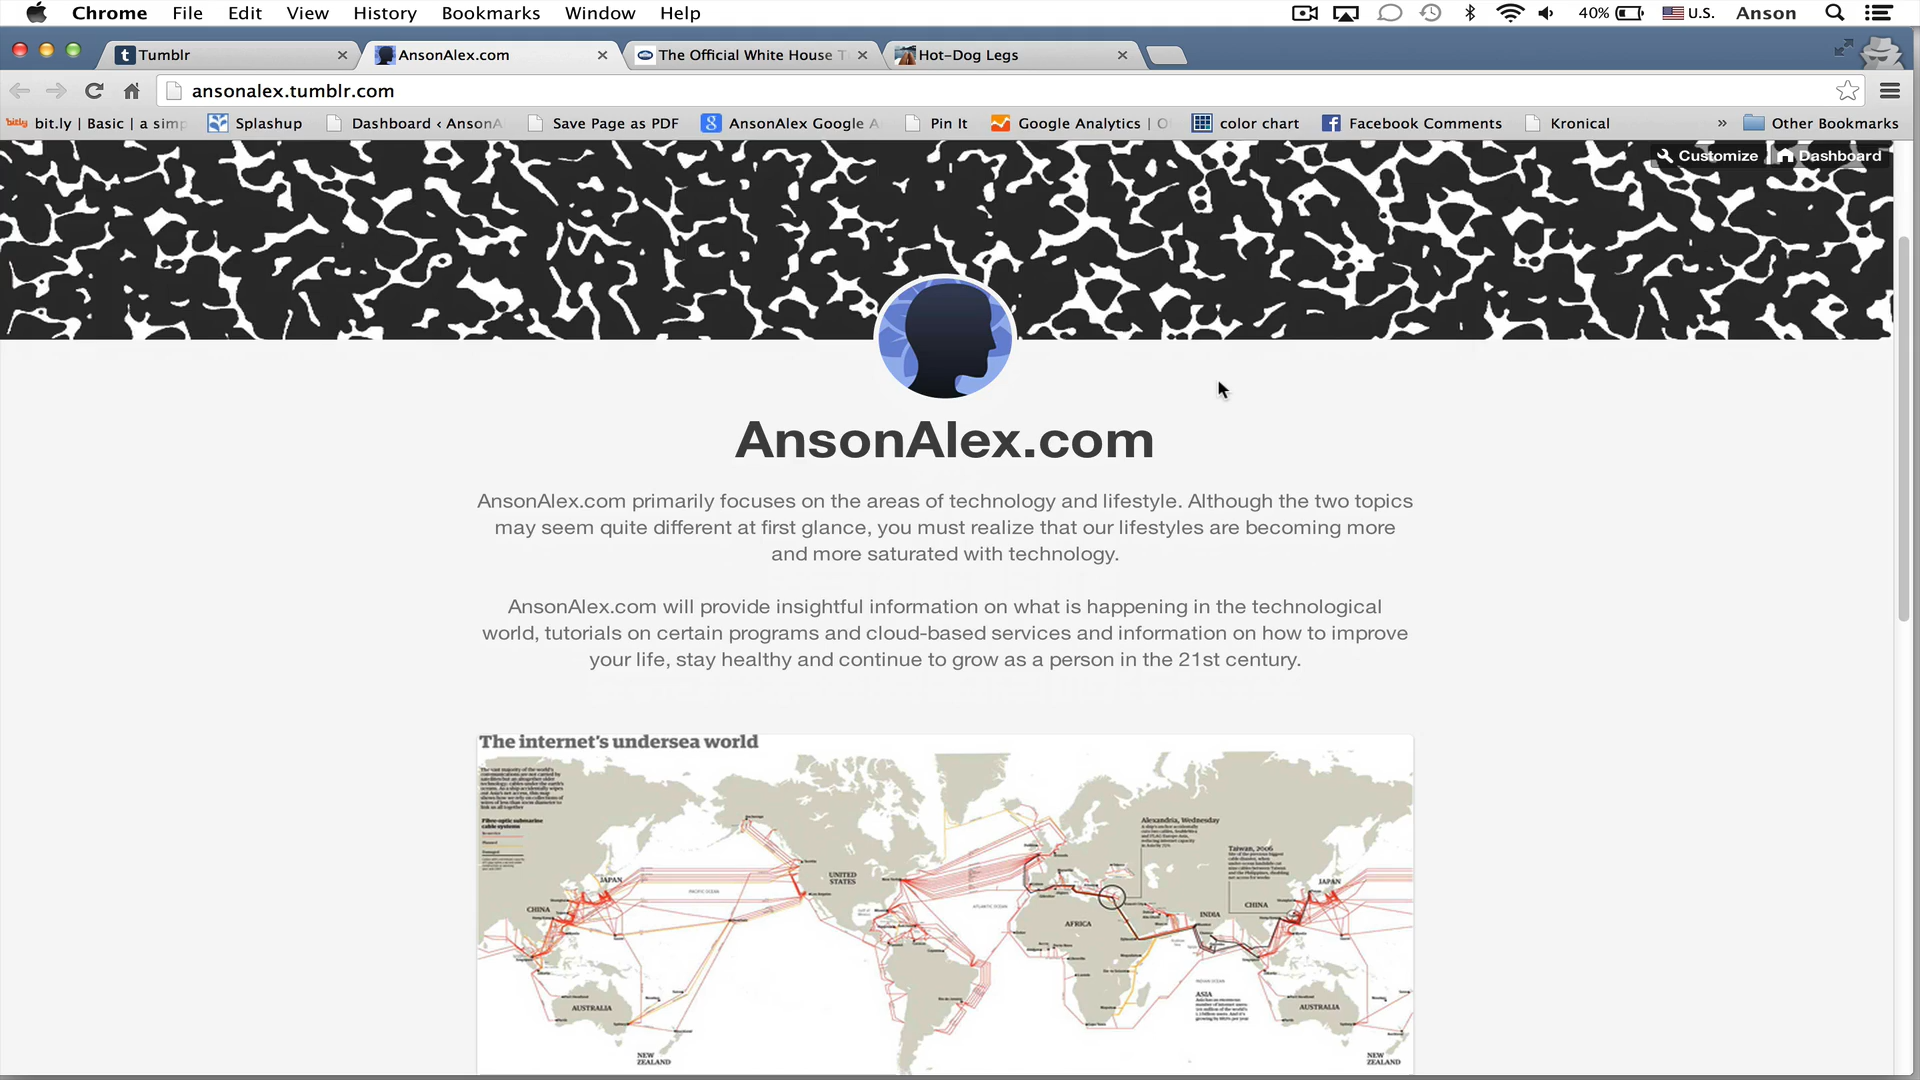 Chrome File Edit View History Bookmarks Window Help 40% U.S. Anson
Tumblr AnsonAlex.com The Official White House T Hot-Dog Legs
ansonalex.tumblr.com
bitly bit.ly | Basic | a simp Splashup Dashboard ‹ AnsonA Save Page as PDF AnsonAlex Google A Pin It Google Analytics | O color chart Facebook Comments Kronical » Other Bookmarks
Customize Dashboard
AnsonAlex.com
AnsonAlex.com primarily focuses on the areas of technology and lifestyle. Although the two topics
may seem quite different at first glance, you must realize that our lifestyles are becoming more
and more saturated with technology.
AnsonAlex.com will provide insightful information on what is happening in the technological
world, tutorials on certain programs and cloud-based services and information on how to improve
your life, stay healthy and continue to grow as a person in the 21st century.
The internet's undersea world
Fibre-optic submarine
cable systems
Alexandria, Wednesday
Taiwan, 2006
JAPAN
UNITED
STATES
JAPAN
CHINA
CHINA
INDIA
AFRICA
PACIFIC OCEAN
ATLANTIC OCEAN
INDIAN OCEAN
ASIA
AUSTRALIA
AUSTRALIA
NEW
ZEALAND
NEW
ZEALAND